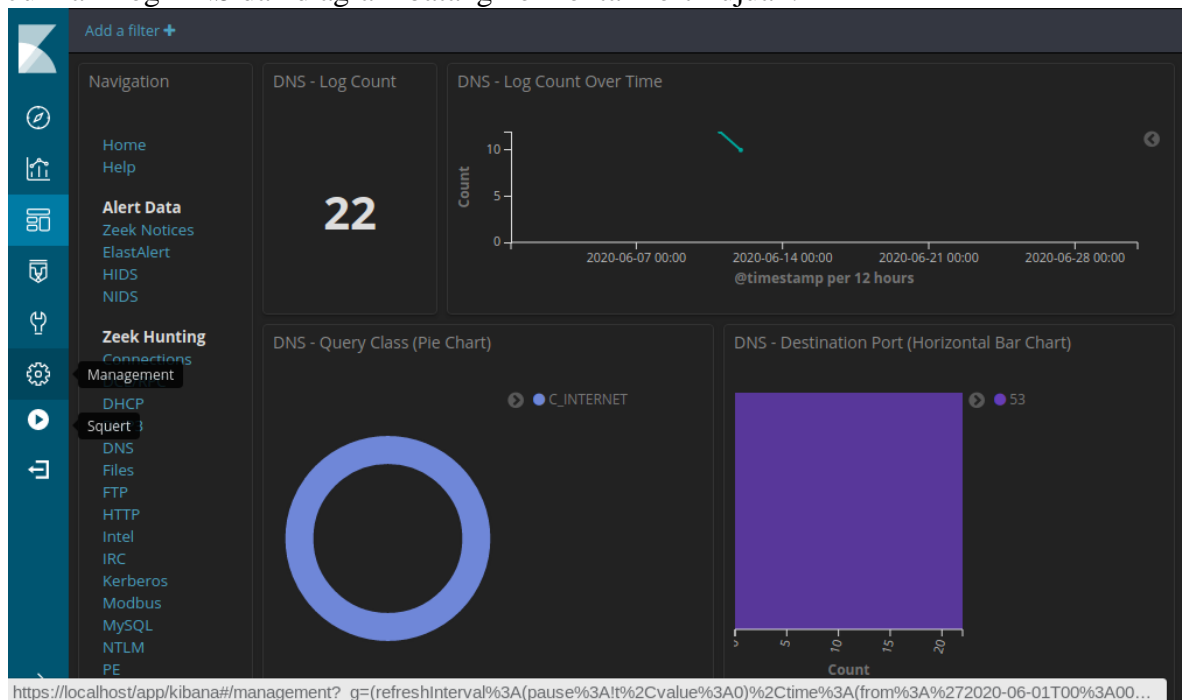 Add a filter +
Navigation
Home
Help
Alert Data
Zeek Notices
ElastAlert
HIDS
NIDS
Zeek Hunting
Connections
Management
DHCP
Squert
DNS
Files
FTP
HTTP
Intel
IRC
Kerberos
Modbus
MySQL
NTLM
PE
DNS - Log Count
22
DNS - Log Count Over Time
Count
10
5
0
2020-06-07 00:00 2020-06-14 00:00 2020-06-21 00:00 2020-06-28 00:00
@timestamp per 12 hours
DNS - Query Class (Pie Chart)
C_INTERNET
DNS - Destination Port (Horizontal Bar Chart)
53
5 10 15 20
Count
https://localhost/app/kibana#/management?_g=(refreshInterval%3A(pause%3A!t%2Cvalue%3A0)%2Ctime%3A(from%3A%272020-06-01T00%3A00...